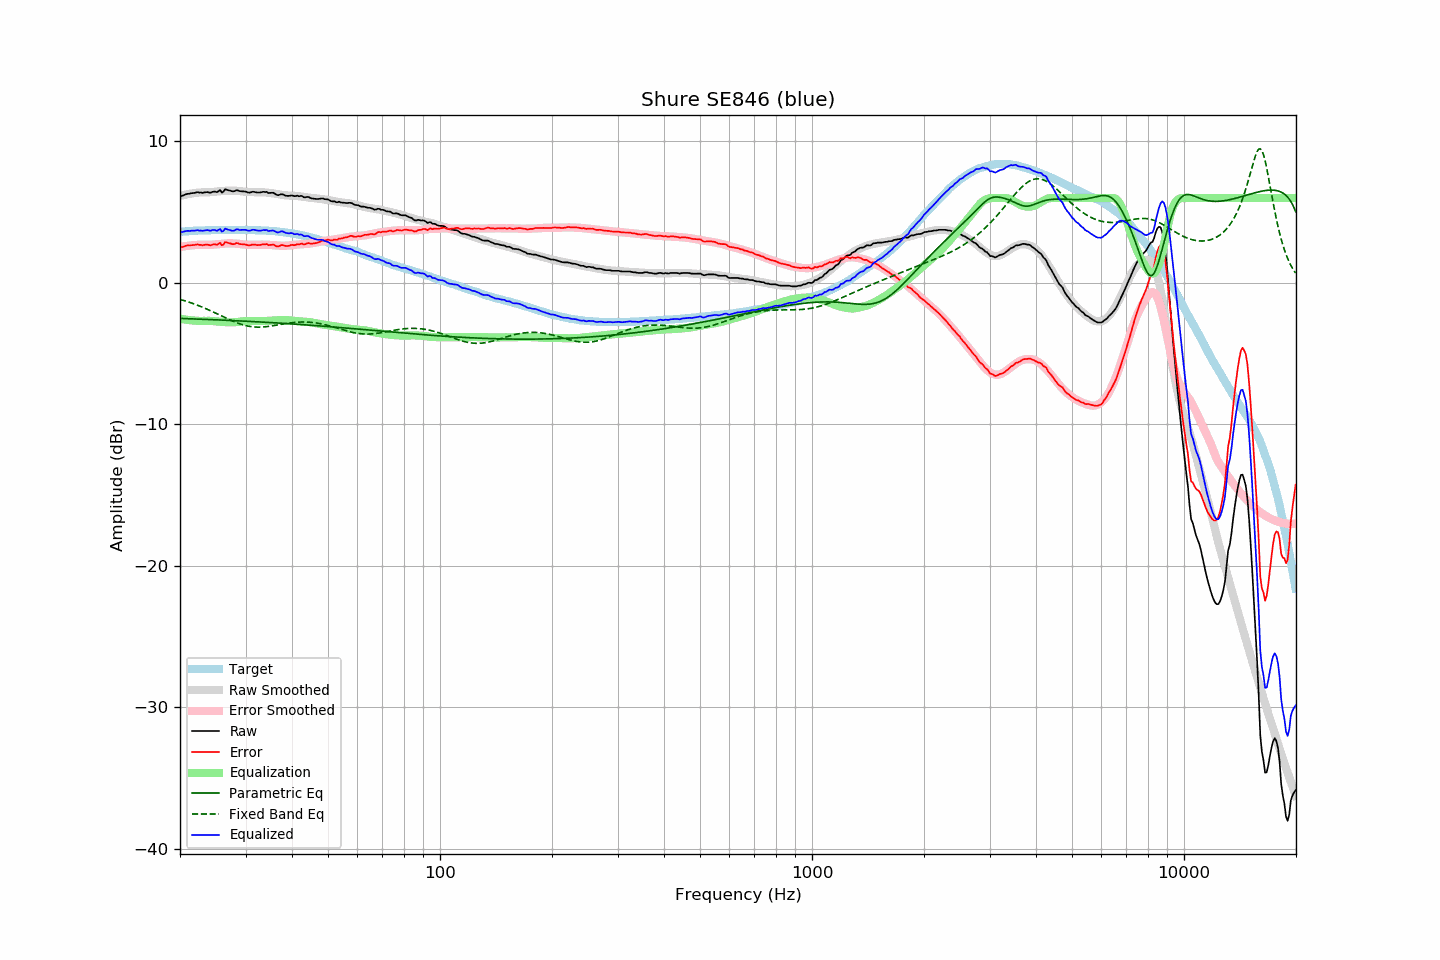 Shure SE846 (blue)
10
0
−10
−20
−30
−40
Amplitude (dBr)
Target
Raw Smoothed
Error Smoothed
Raw
Error
Equalization
Parametric Eq
Fixed Band Eq
Equalized
100
1000
10000
Frequency (Hz)